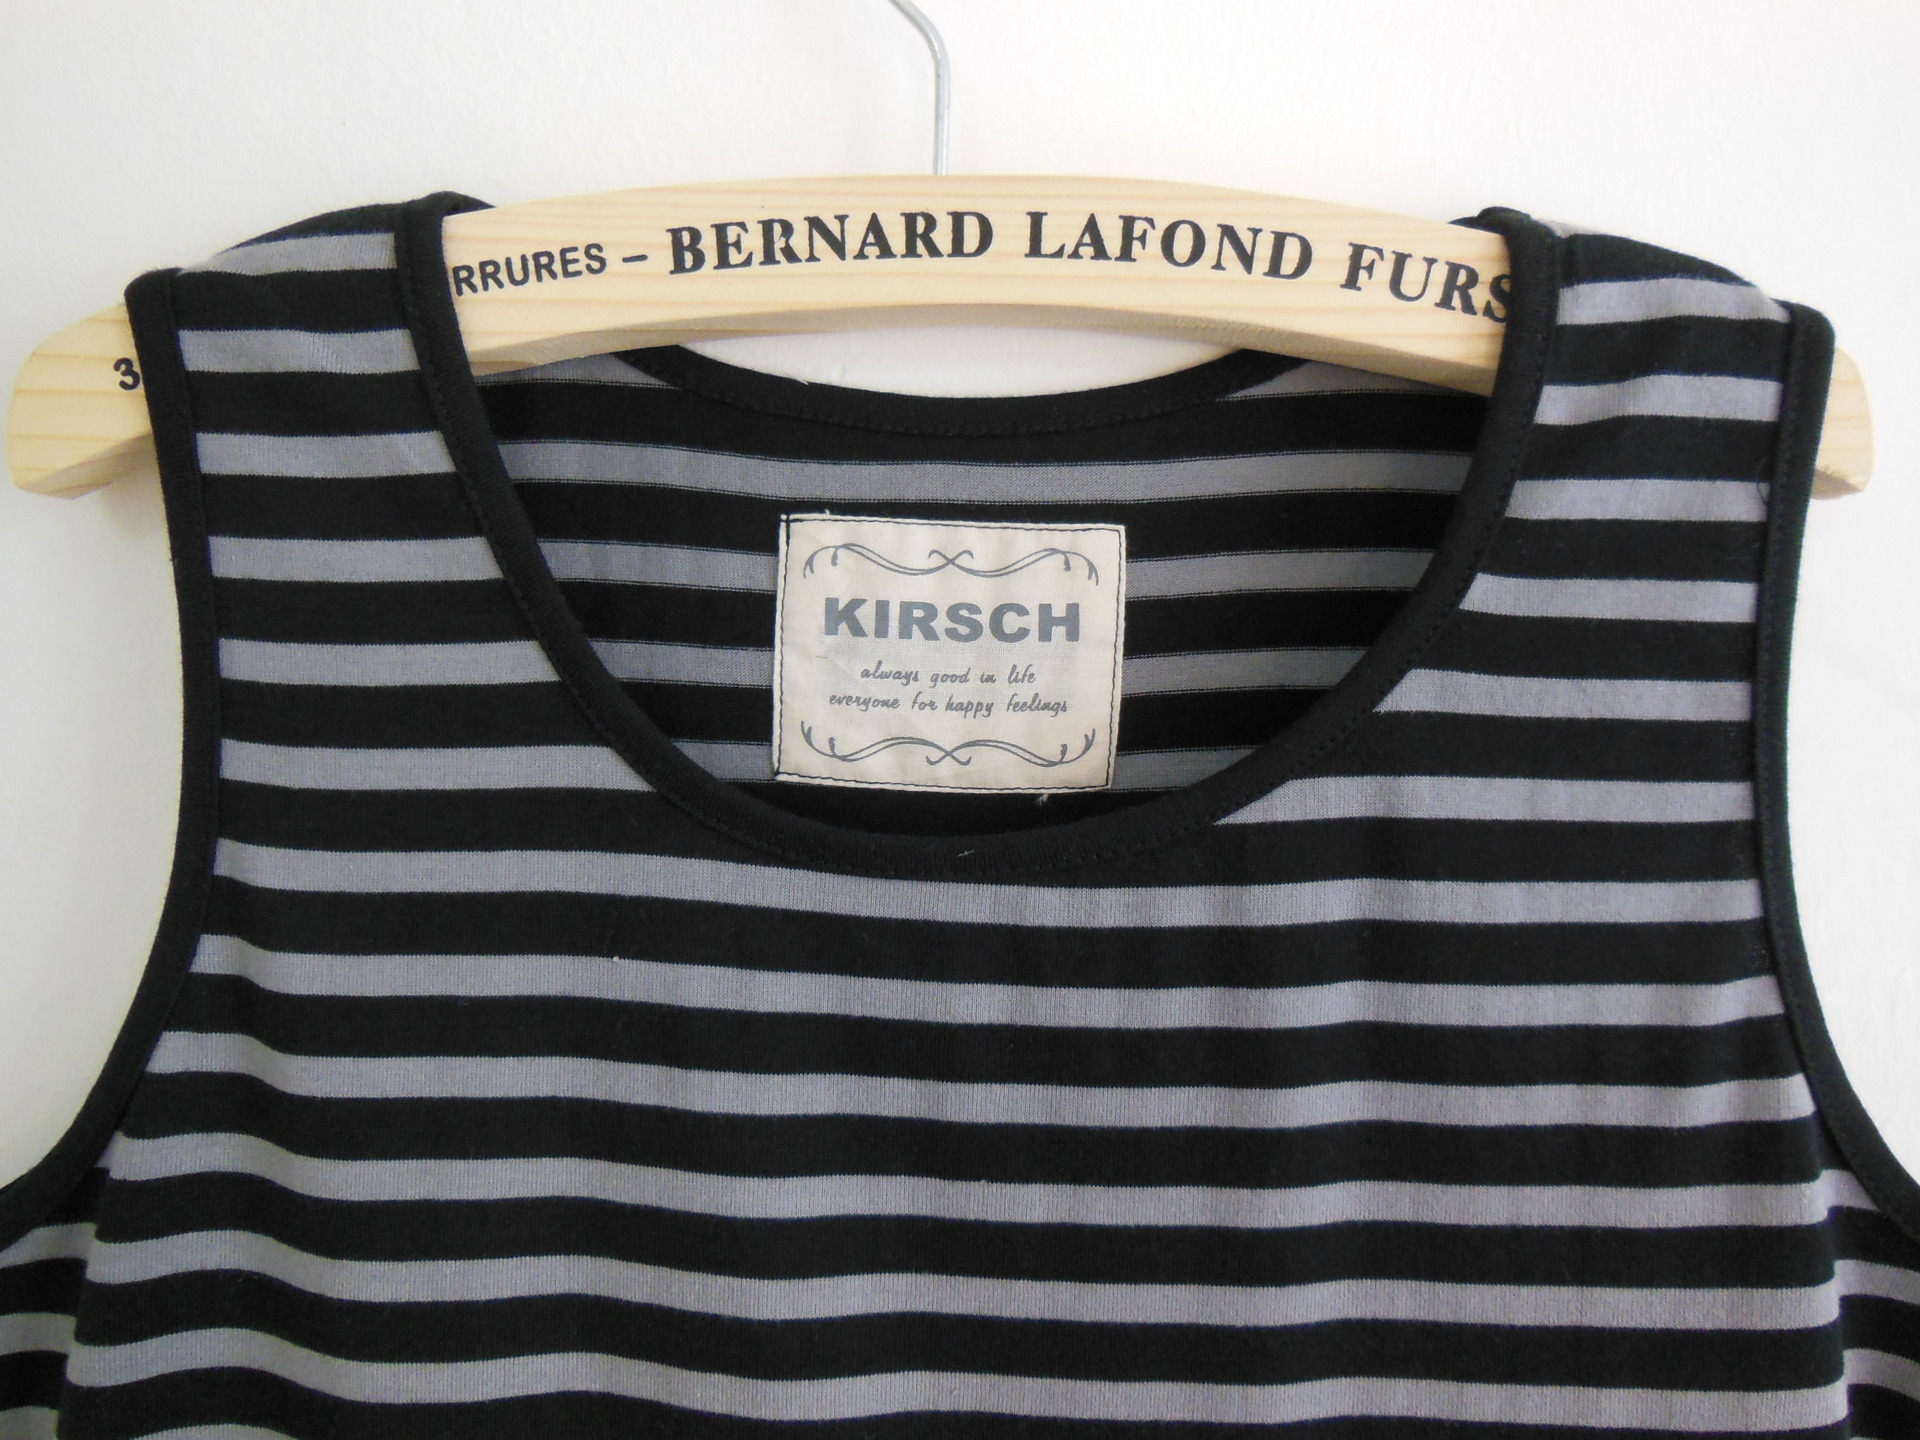 3
RRURES – BERNARD LAFOND FURS
KIRSCH
always good in life
everyone for happy feelings